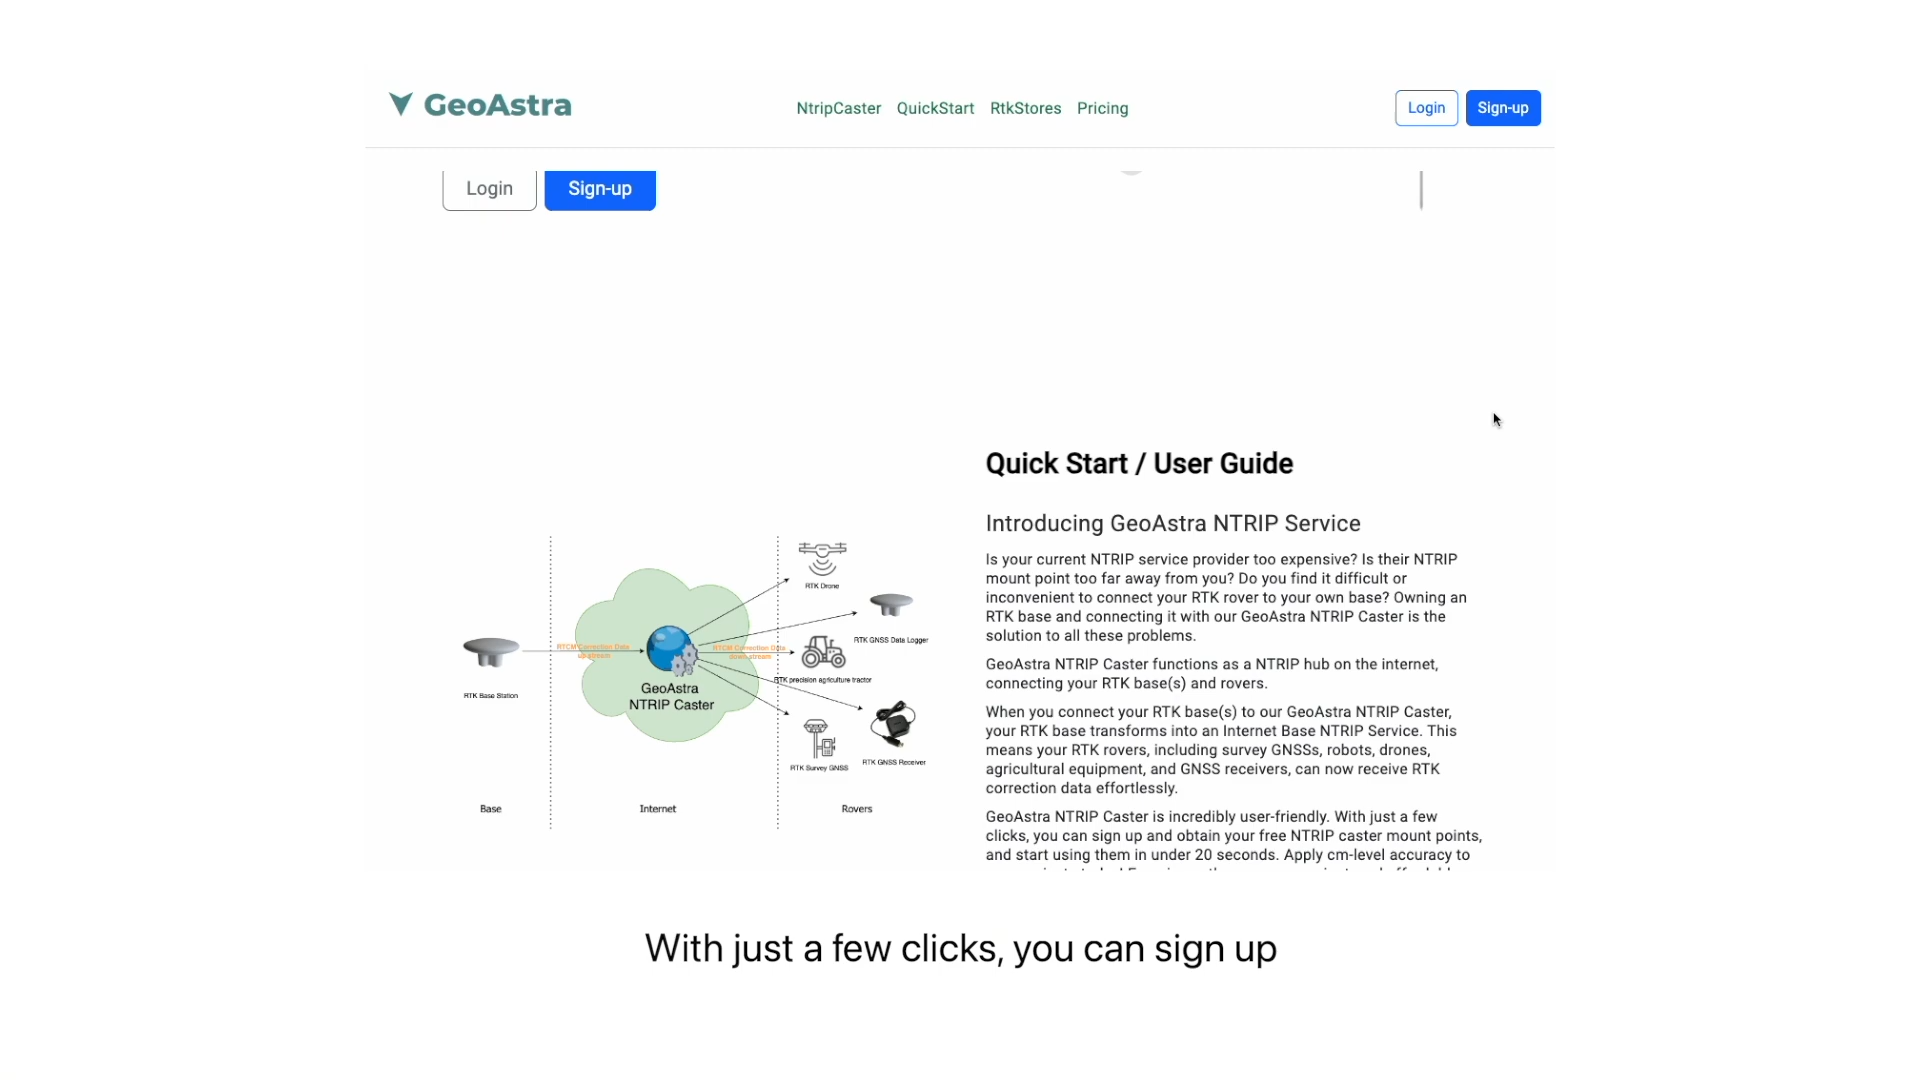 GeoAstra
NtripCaster QuickStart RtkStores Pricing
Login Sign-up
Login Sign-up
Quick Start / User Guide
Introducing GeoAstra NTRIP Service
Is your current NTRIP service provider too expensive? Is their NTRIP
mount point too far away from you? Do you find it difficult or
inconvenient to connect your RTK rover to your own base? Owning an
RTK base and connecting it with our GeoAstra NTRIP Caster is the
solution to all these problems.
GeoAstra NTRIP Caster functions as a NTRIP hub on the internet,
connecting your RTK base(s) and rovers.
When you connect your RTK base(s) to our GeoAstra NTRIP Caster,
your RTK base transforms into an Internet Base NTRIP Service. This
means your RTK rovers, including survey GNSSs, robots, drones,
agricultural equipment, and GNSS receivers, can now receive RTK
correction data effortlessly.
GeoAstra NTRIP Caster is incredibly user-friendly. With just a few
clicks, you can sign up and obtain your free NTRIP caster mount points,
and start using them in under 20 seconds. Apply cm-level accuracy to
RTK Drone
RTK GNSS Data Logger
RTCM Correction Data
up-stream
RTCM Correction Data
down-stream
RTK precision agriculture tractor
RTK Base Station
GeoAstra
NTRIP Caster
RTK Survey GNSS
RTK GNSS Receiver
Base
Internet
Rovers
With just a few clicks, you can sign up